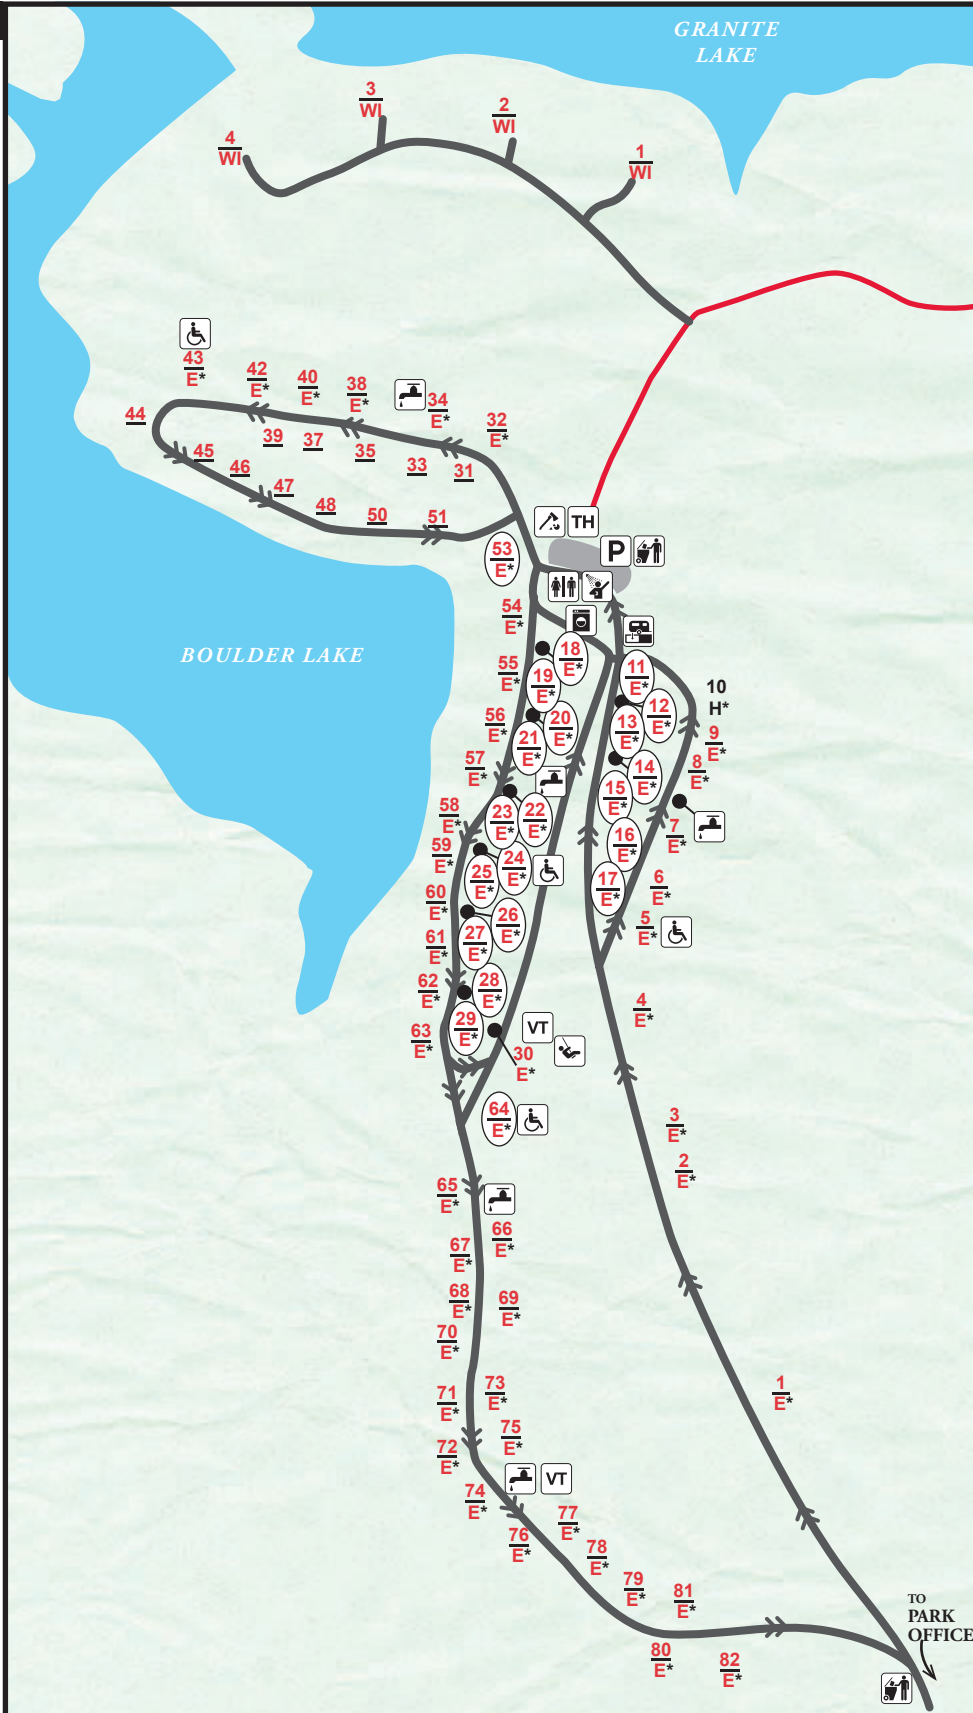 GRANITE
LAKE
3
WI
2
WI
4
WI
1
WI
43
E*
42
E*
40
E*
38
E*
34
E*
32
E*
44
45
46
39
37
35
33
31
47
48
50
51
TH
53
E*
P
54
E*
BOULDER LAKE
18
E*
55
E*
19
E*
11
E*
10
H*
56
E*
20
E*
21
E*
12
E*
13
E*
9
E*
57
E*
14
E*
8
E*
15
E*
58
E*
23
E*
22
E*
7
E*
16
E*
59
E*
24
E*
25
E*
17
E*
6
E*
60
E*
26
E*
5
E*
61
E*
27
E*
62
E*
28
E*
4
E*
63
E*
29
E*
VT
30
E*
64
E*
3
E*
2
E*
65
E*
66
E*
67
E*
68
E*
69
E*
70
E*
1
E*
71
E*
73
E*
72
E*
75
E*
VT
74
E*
76
E*
77
E*
78
E*
79
E*
81
E*
80
E*
82
E*
TO
PARK
OFFICE